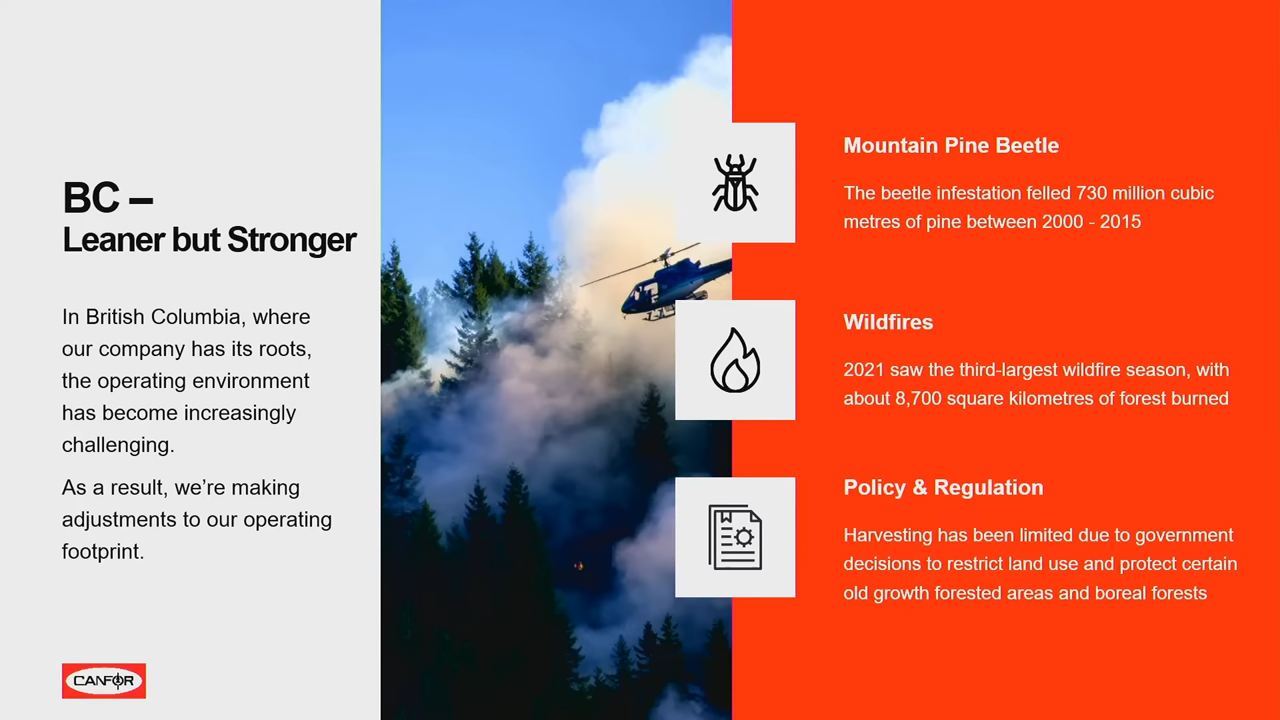 BC –
Leaner but Stronger
In British Columbia, where
our company has its roots,
the operating environment
has become increasingly
challenging.
As a result, we’re making
adjustments to our operating
footprint.
CANFOR
Mountain Pine Beetle
The beetle infestation felled 730 million cubic
metres of pine between 2000 - 2015
Wildfires
2021 saw the third-largest wildfire season, with
about 8,700 square kilometres of forest burned
Policy & Regulation
Harvesting has been limited due to government
decisions to restrict land use and protect certain
old growth forested areas and boreal forests